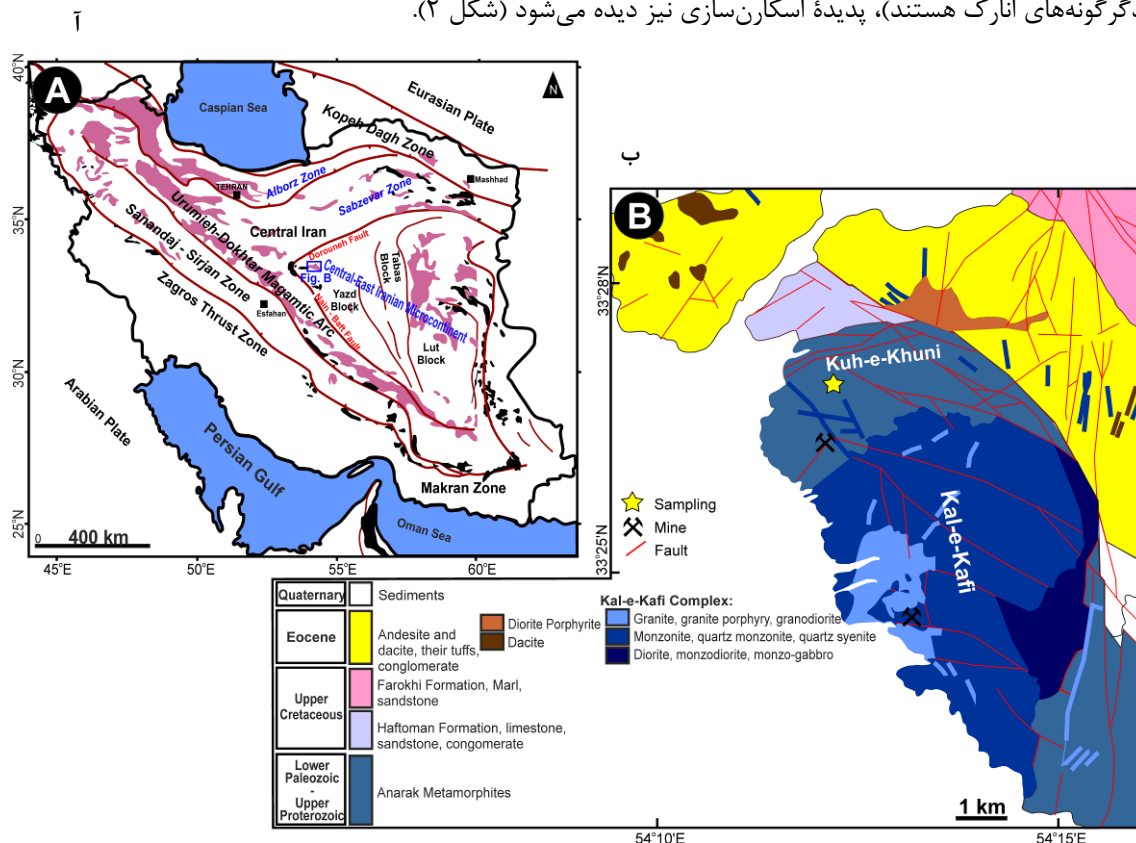 دگرگونه‌های انارک هستند)، پدیدهٔ اسکارن‌سازی نیز دیده می‌شود (شکل ۲).
آ
A
N
40°N
35°N
30°N
25°N
45°E
50°E
55°E
60°E
Caspian Sea
Eurasian Plate
Kopeh Dagh Zone
Mashhad
TEHRAN
Alborz Zone
Sabzevar Zone
Urumieh-Dokhtar Magamtic Arc
Central Iran
Sanandaj - Sirjan Zone
Dorouneh Fault
Tabas
Block
Fig. B
Central-East Iranian Microcontinent
Yazd
Block
Nain - Baft Fault
Esfahan
Zagros Thrust Zone
Lut
Block
Arabian Plate
Persian Gulf
Makran Zone
Oman Sea
0
400 km
ب
B
33°28'N
33°25'N
Kuh-e-Khuni
Kal-e-Kafi
Sampling
Mine
Fault
1 km
54°10'E
54°15'E
Quaternary
Sediments
Eocene
Andesite and
dacite, their tuffs,
conglomerate
Diorite Porphyrite
Dacite
Kal-e-Kafi Complex:
Granite, granite porphyry, granodiorite
Monzonite, quartz monzonite, quartz syenite
Diorite, monzodiorite, monzo-gabbro
Upper
Cretaceous
Farokhi Formation, Marl,
sandstone
Haftoman Formation, limestone,
sandstone, congomerate
Lower
Paleozoic
-
Upper
Proterozoic
Anarak Metamorphites